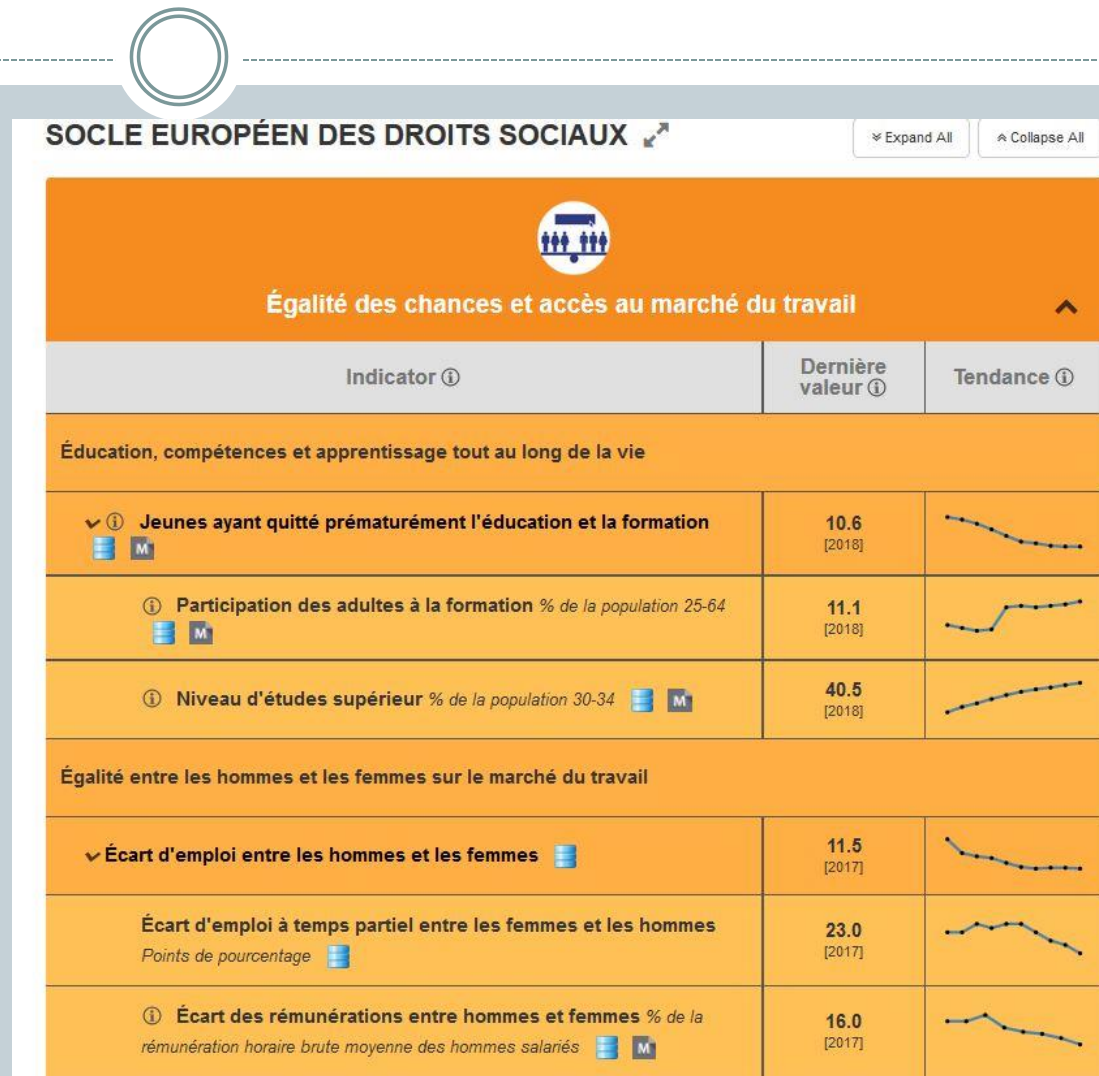 SOCLE EUROPÉEN DES DROITS SOCIAUX
Expand All
Collapse All
Égalité des chances et accès au marché du travail
Indicator
Dernière
valeur
Tendance
Éducation, compétences et apprentissage tout au long de la vie
Jeunes ayant quitté prématurément l'éducation et la formation
M
10.6
[2018]
Participation des adultes à la formation % de la population 25-64
M
11.1
[2018]
Niveau d'études supérieur % de la population 30-34 M
40.5
[2018]
Égalité entre les hommes et les femmes sur le marché du travail
Écart d'emploi entre les hommes et les femmes
11.5
[2017]
Écart d'emploi à temps partiel entre les femmes et les hommes
Points de pourcentage
23.0
[2017]
Écart des rémunérations entre hommes et femmes % de la
rémunération horaire brute moyenne des hommes salariés M
16.0
[2017]